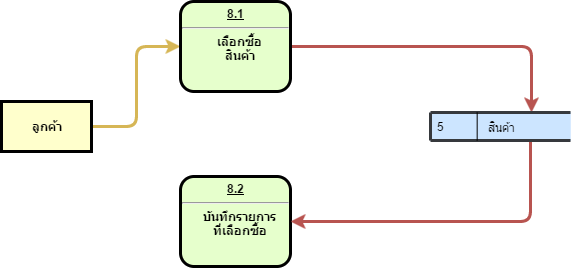 8.1
เลือกซื้อ
สินค้า
ลูกค้า
5 สินค้า
8.2
บันทึกรายการ
ที่เลือกซื้อ